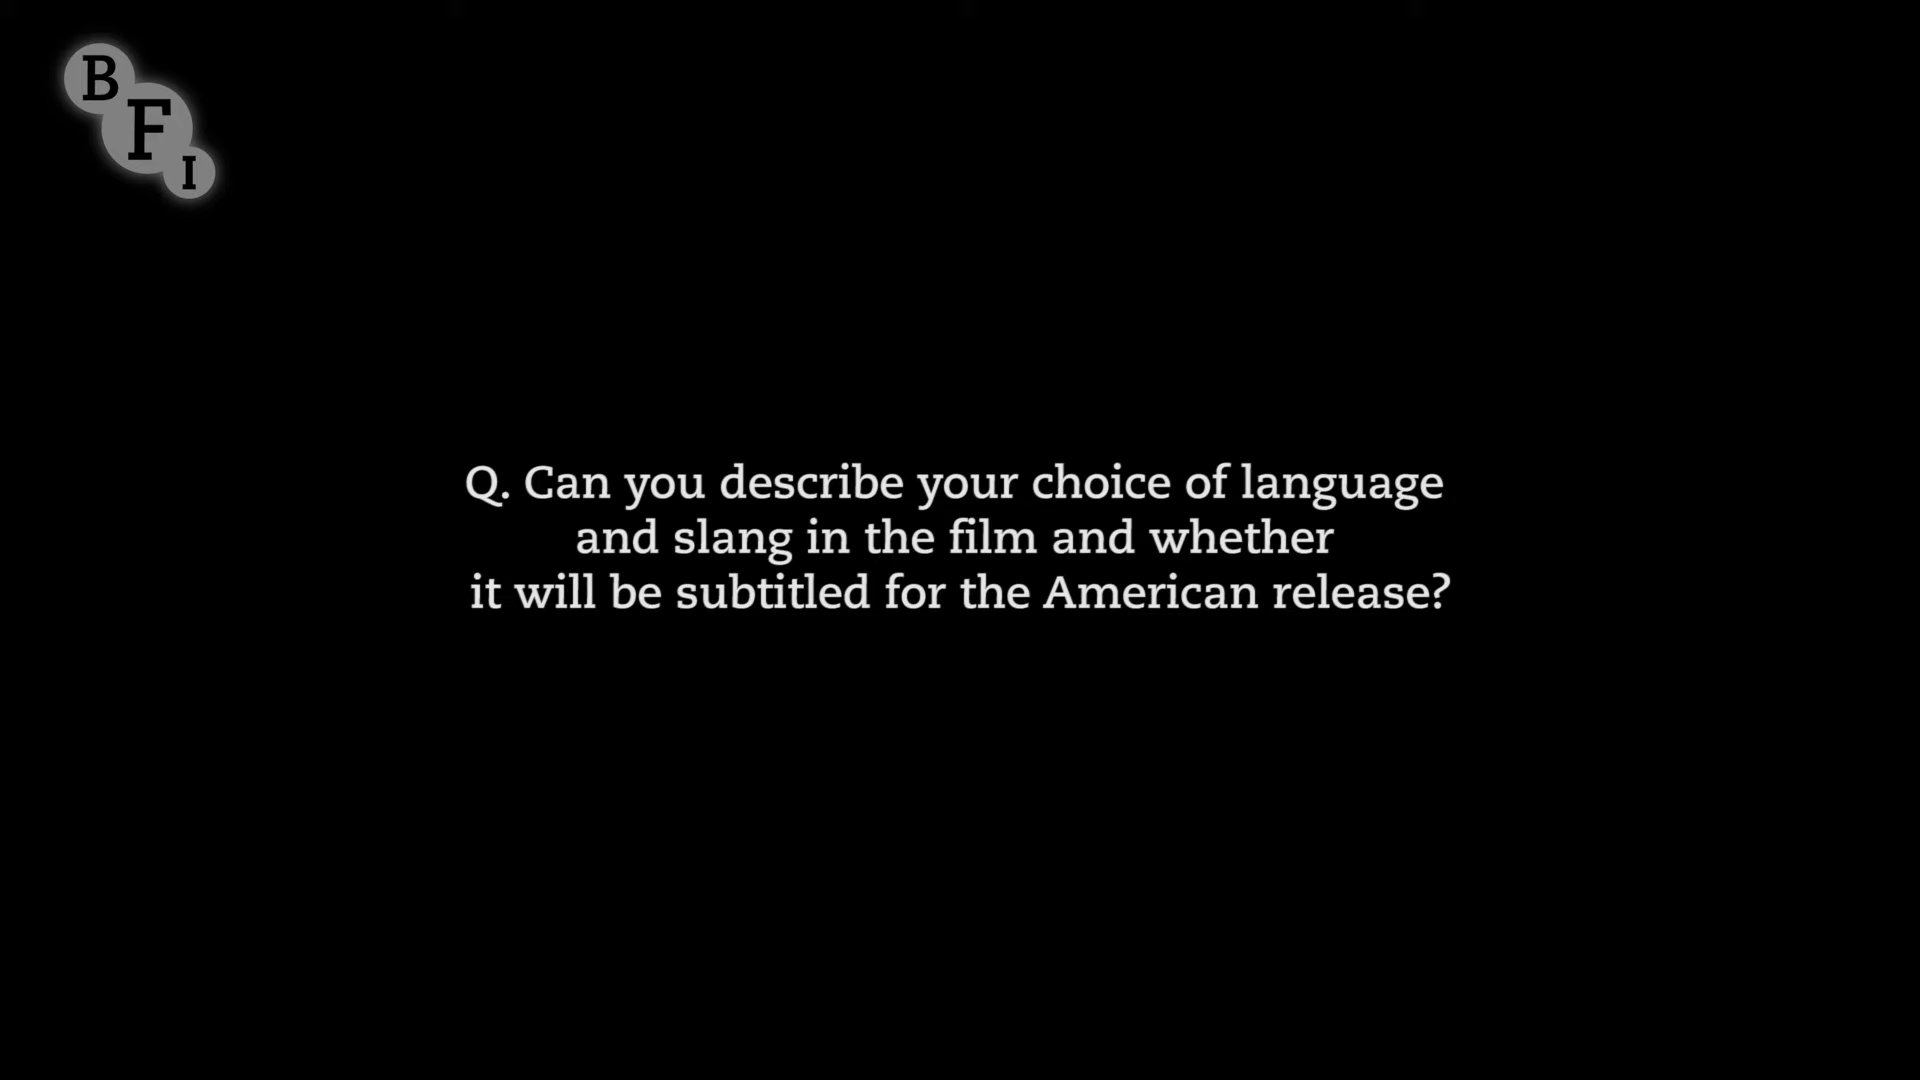 BFI
Q. Can you describe your choice of language
and slang in the film and whether
it will be subtitled for the American release?